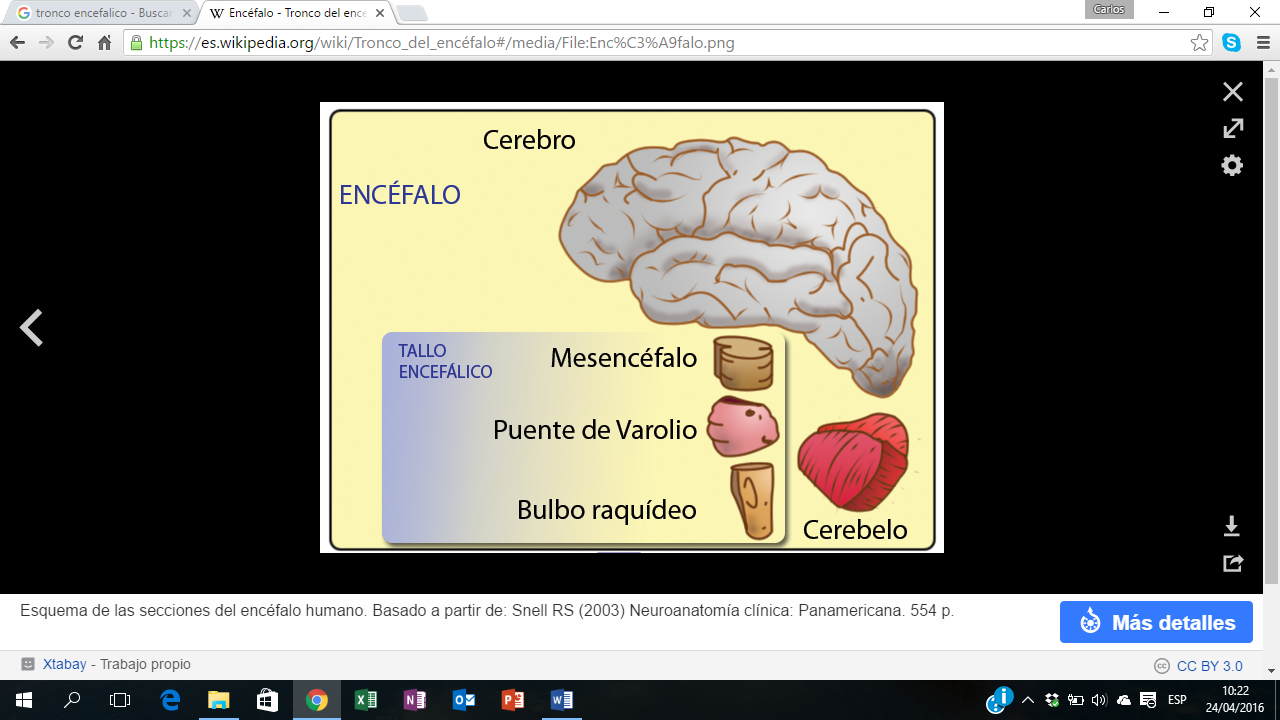 tronco encefalico - Buscar
Encéfalo - Tronco del encé
Carlos
https://es.wikipedia.org/wiki/Tronco_del_encéfalo#/media/File:Enc%C3%A9falo.png
Cerebro
ENCÉFALO
TALLO
ENCEFÁLICO
Mesencéfalo
Puente de Varolio
Bulbo raquídeo
Cerebelo
Esquema de las secciones del encéfalo humano. Basado a partir de: Snell RS (2003) Neuroanatomía clínica: Panamericana. 554 p.
Más detalles
Xtabay - Trabajo propio
CC BY 3.0
ESP
10:22
24/04/2016